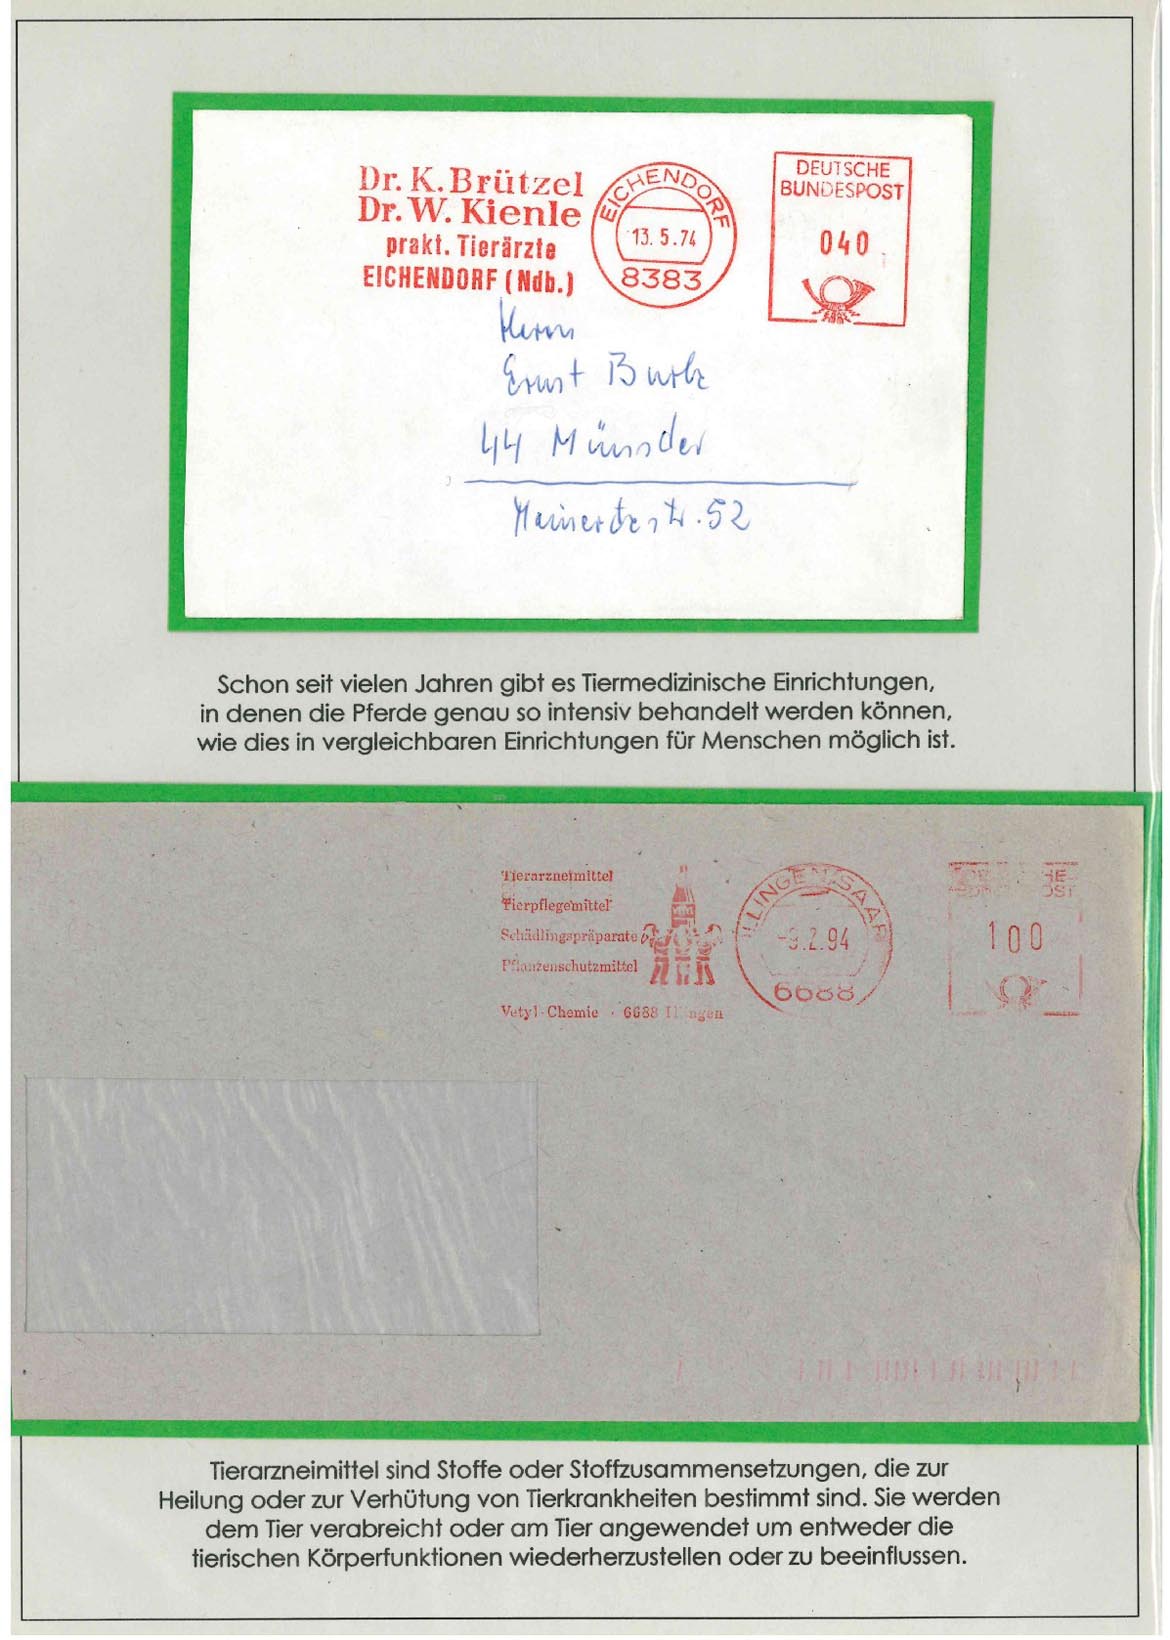 Dr. K. Brützel
Dr. W. Kienle
prakt. Tierärzte
EICHENDORF (Ndb.)
EICHENDORF
13.5.74
8383
DEUTSCHE
BUNDESPOST
040
Herrn
Ernst
44 Münster
52
Schon seit vielen Jahren gibt es Tiermedizinische Einrichtungen,
in denen die Pferde genau so intensiv behandelt werden können,
wie dies in vergleichbaren Einrichtungen für Menschen möglich ist.
Tierarzneimittel
Tierpflegemittel
Schädlingspräparate
Pflanzenschutzmittel
Vetyl-Chemie · 6688 Illingen
ILLINGEN, SAAR
-9.2.94
6688
100
Tierarzneimittel sind Stoffe oder Stoffzusammensetzungen, die zur
Heilung oder zur Verhütung von Tierkrankheiten bestimmt sind. Sie werden
dem Tier verabreicht oder am Tier angewendet um entweder die
tierischen Körperfunktionen wiederherzustellen oder zu beeinflussen.